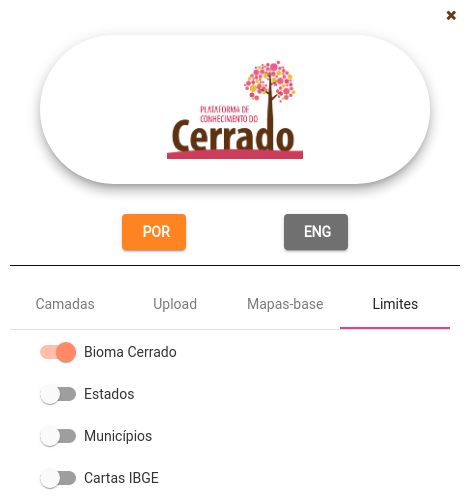 PLATAFORMA DE
CONHECIMENTO DO
Cerrado
POR
ENG
Camadas
Upload
Mapas-base
Limites
Bioma Cerrado
Estados
Municípios
Cartas IBGE